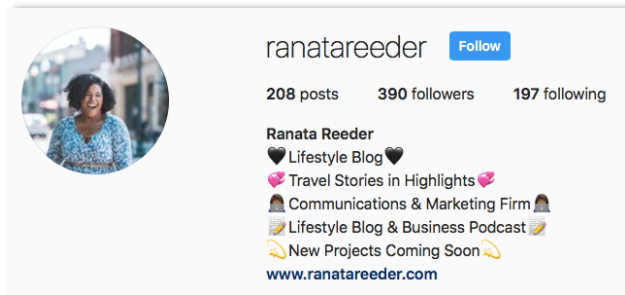 ranatareeder Follow
208 posts 390 followers 197 following
Ranata Reeder
🖤Lifestyle Blog🖤
💞Travel Stories in Highlights💞
👩🏾‍💻Communications & Marketing Firm👩🏾‍💻
📝Lifestyle Blog & Business Podcast📝
💫New Projects Coming Soon💫
www.ranatareeder.com